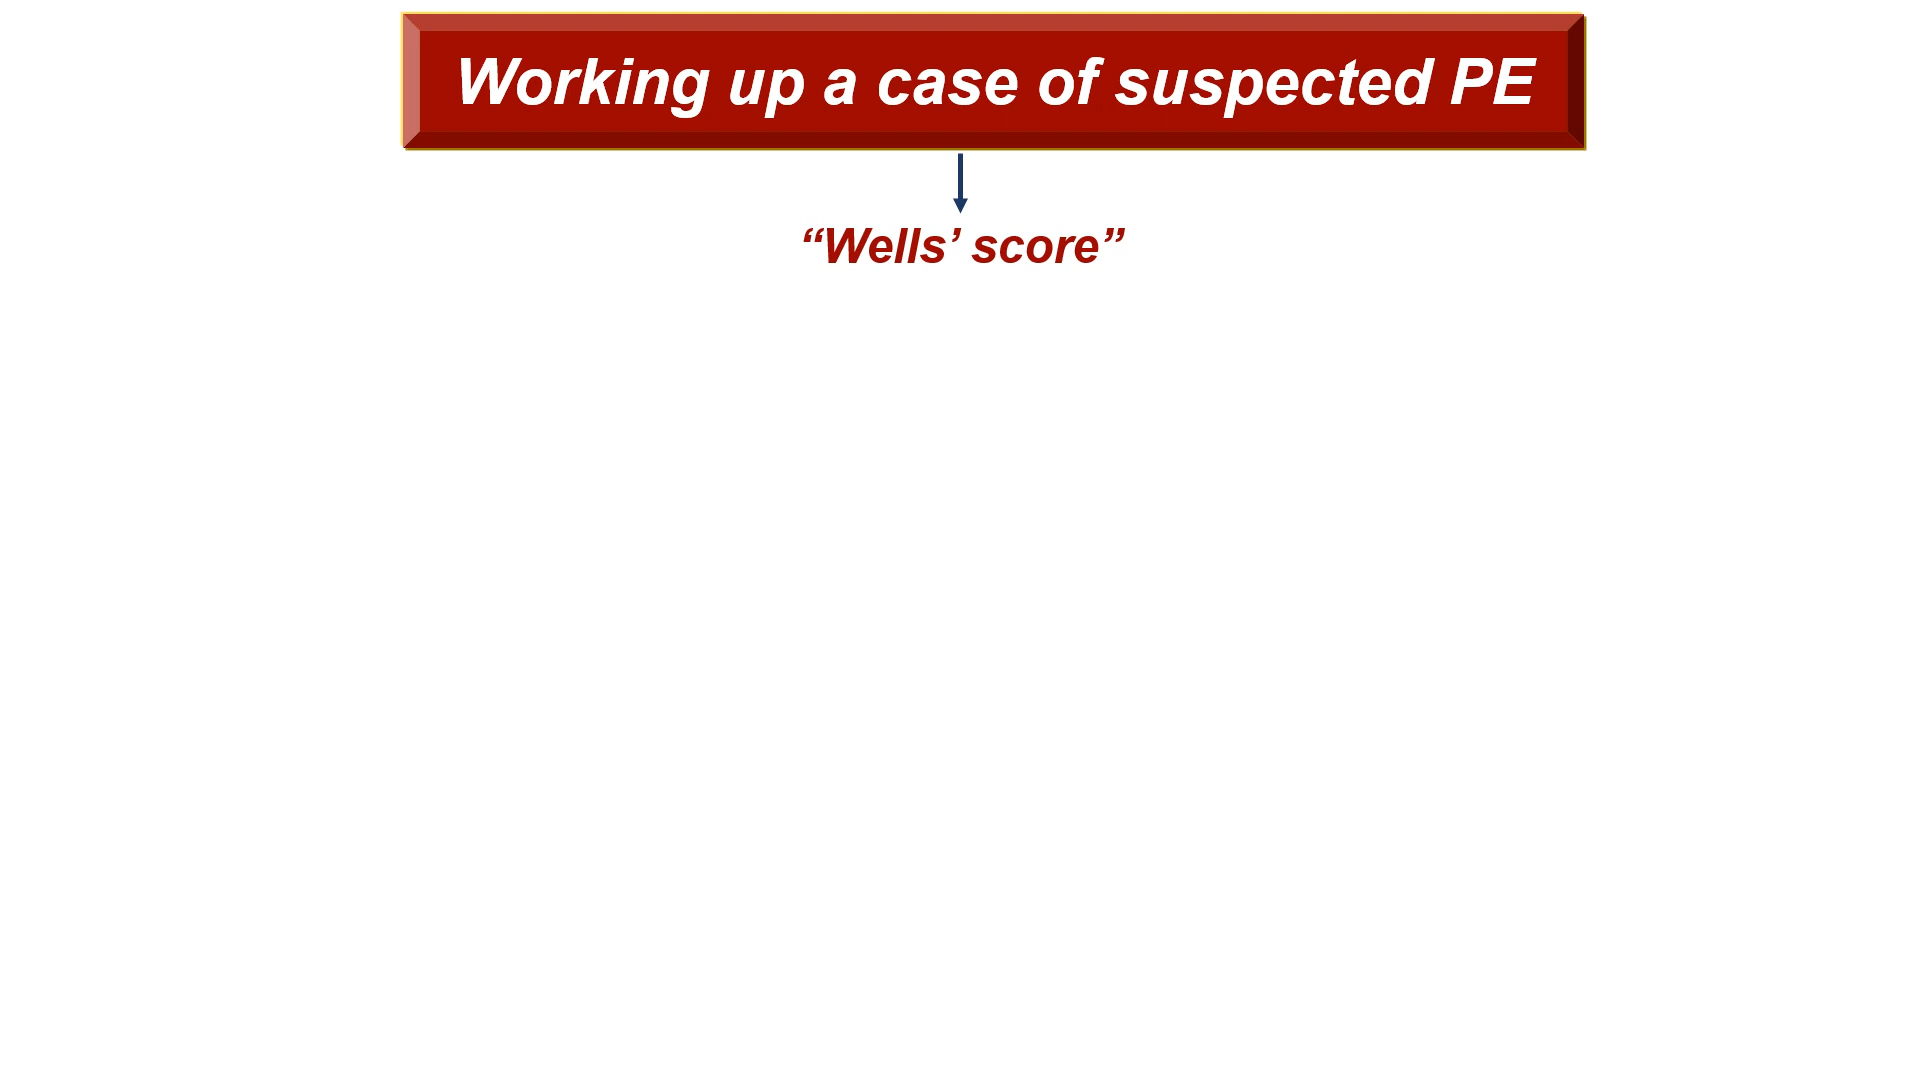 Working up a case of suspected PE
“Wells’ score”